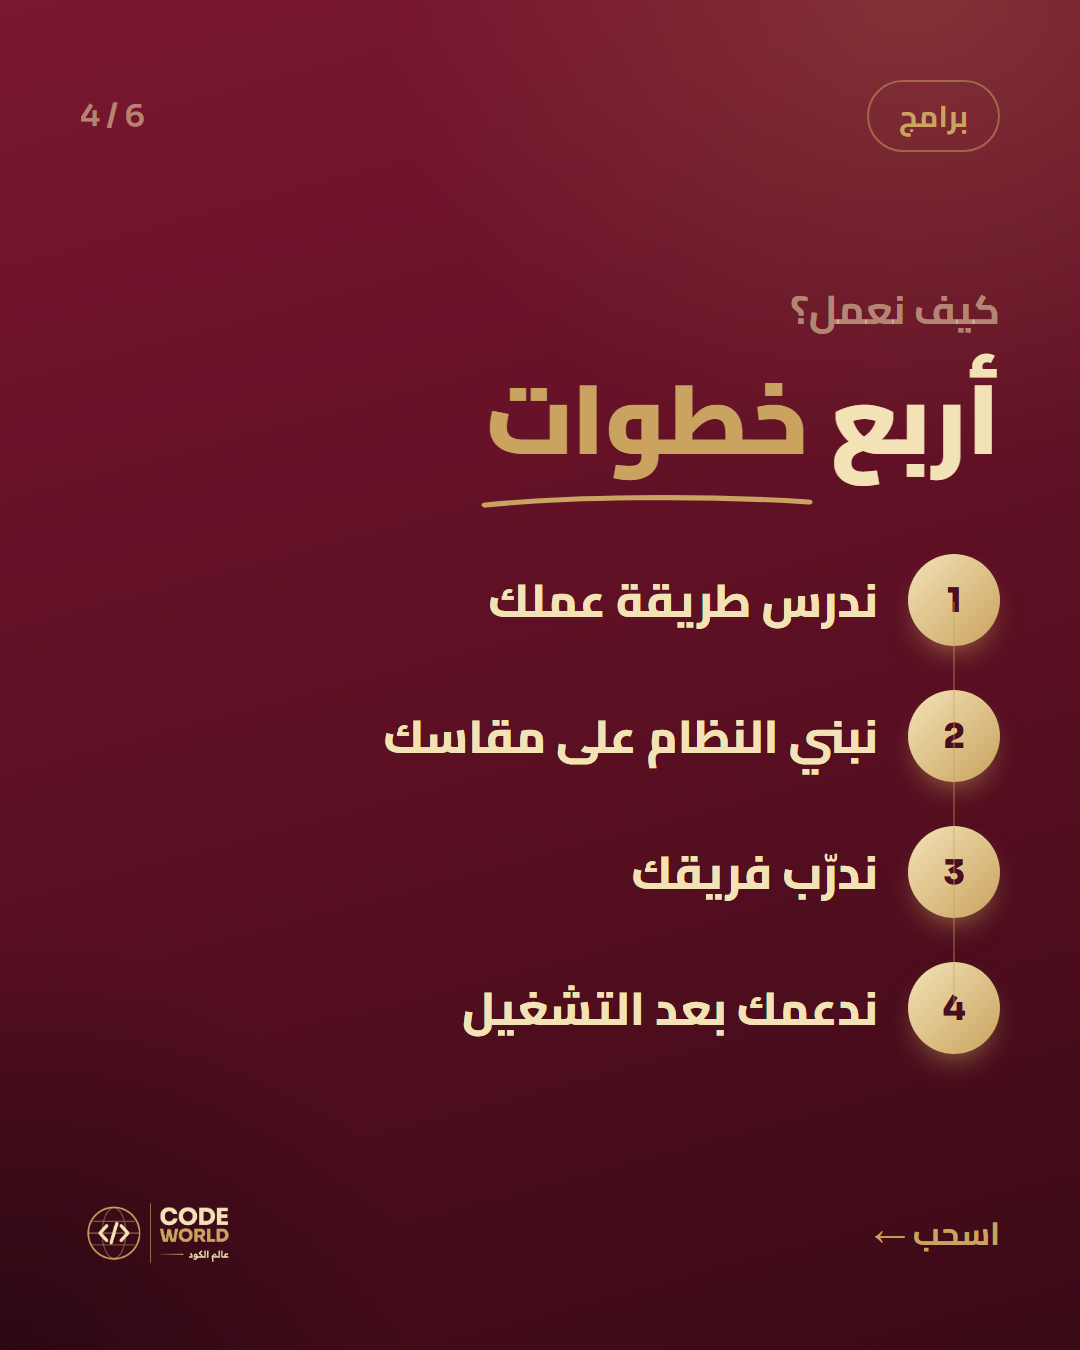 برامج
4 / 6
كيف نعمل؟
أربع خطوات
1 ندرس طريقة عملك
2 نبني النظام على مقاسك
3 ندرّب فريقك
4 ندعمك بعد التشغيل
اسحب ←
</> CODE
WORLD
عالم الكود